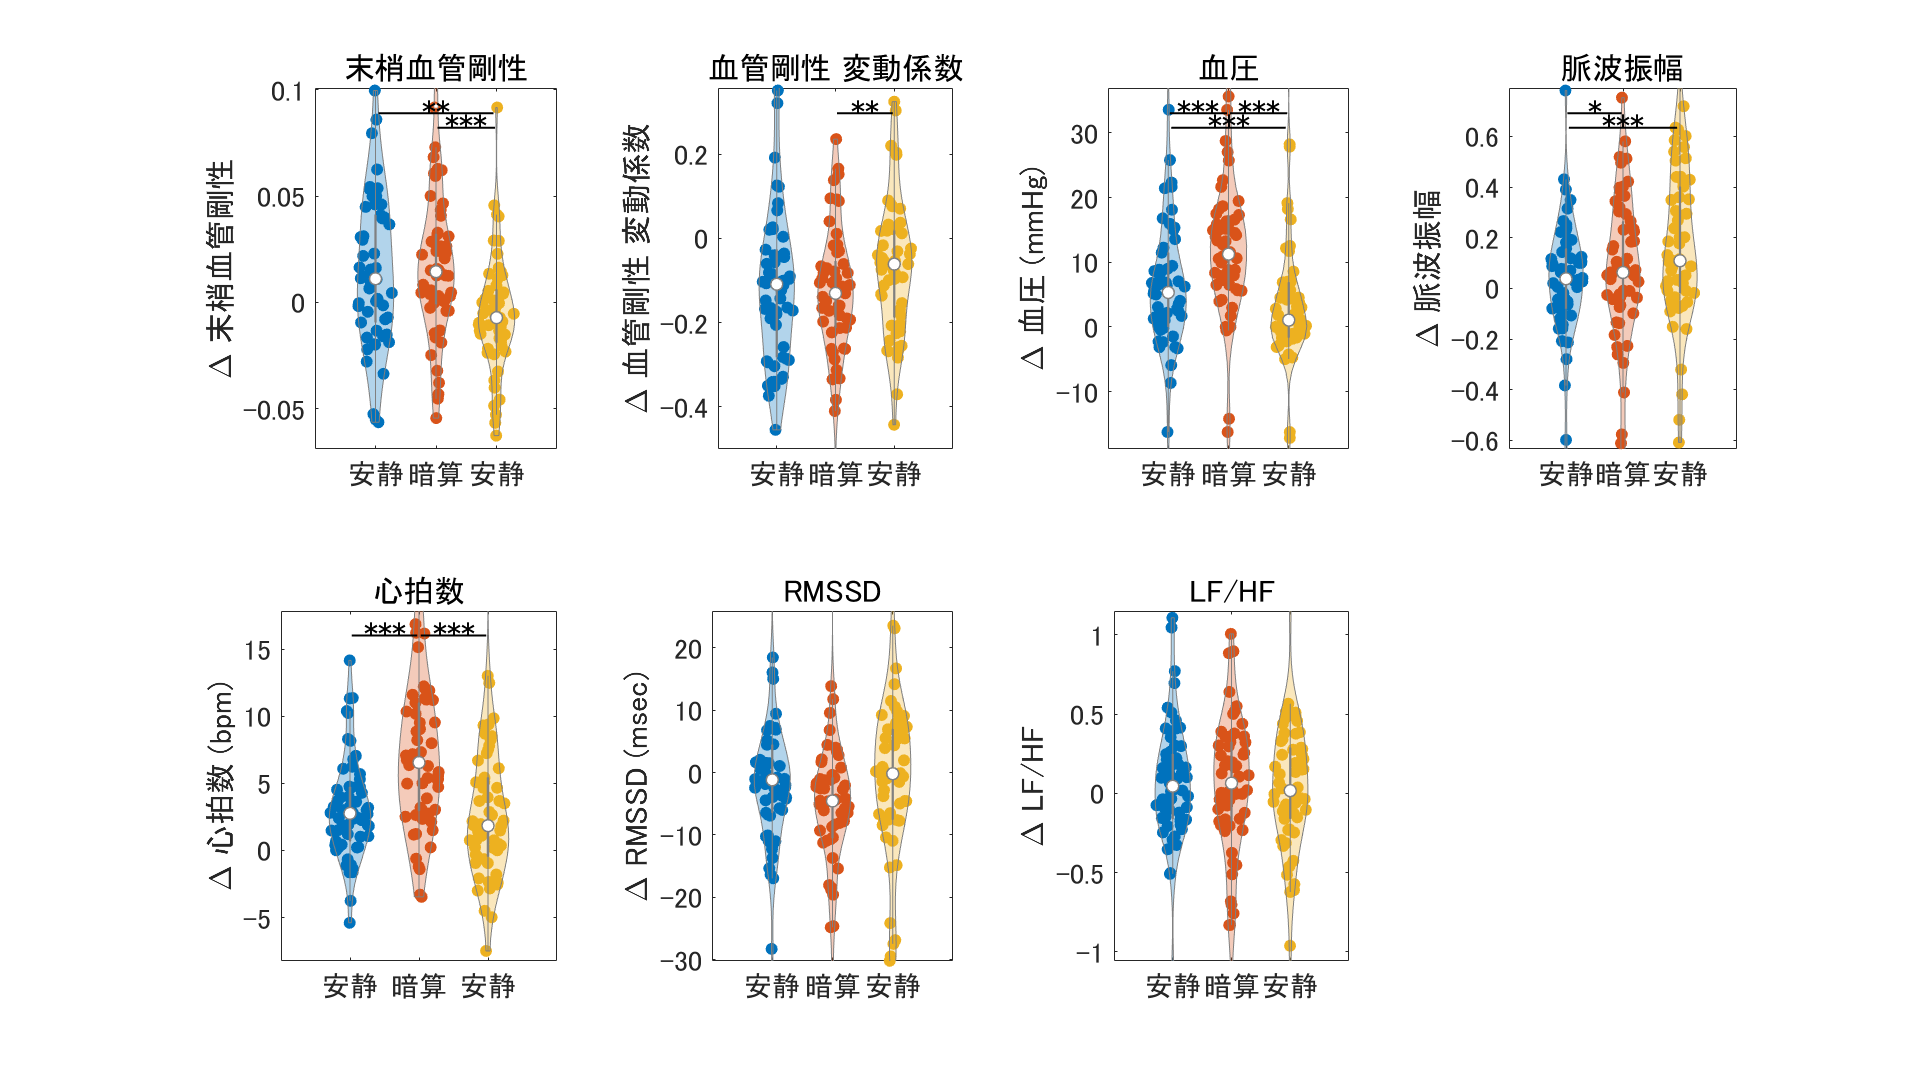 末梢血管剛性
血管剛性 変動係数
血圧
脈波振幅
0.1
0.05
0
−0.05
Δ 末梢血管剛性
** 
***
安静 暗算 安静
0.2
0
−0.2
−0.4
Δ 血管剛性 変動係数
**
安静 暗算 安静
30
20
10
0
−10
Δ 血圧 (mmHg)
*** ***
***
安静 暗算 安静
0.6
0.4
0.2
0
−0.2
−0.4
−0.6
Δ 脈波振幅
*
***
安静 暗算 安静
心拍数
RMSSD
LF/HF
15
10
5
0
−5
Δ 心拍数 (bpm)
*** ***
安静 暗算 安静
20
10
0
−10
−20
−30
Δ RMSSD (msec)
安静 暗算 安静
1
0.5
0
−0.5
−1
Δ LF/HF
安静 暗算 安静